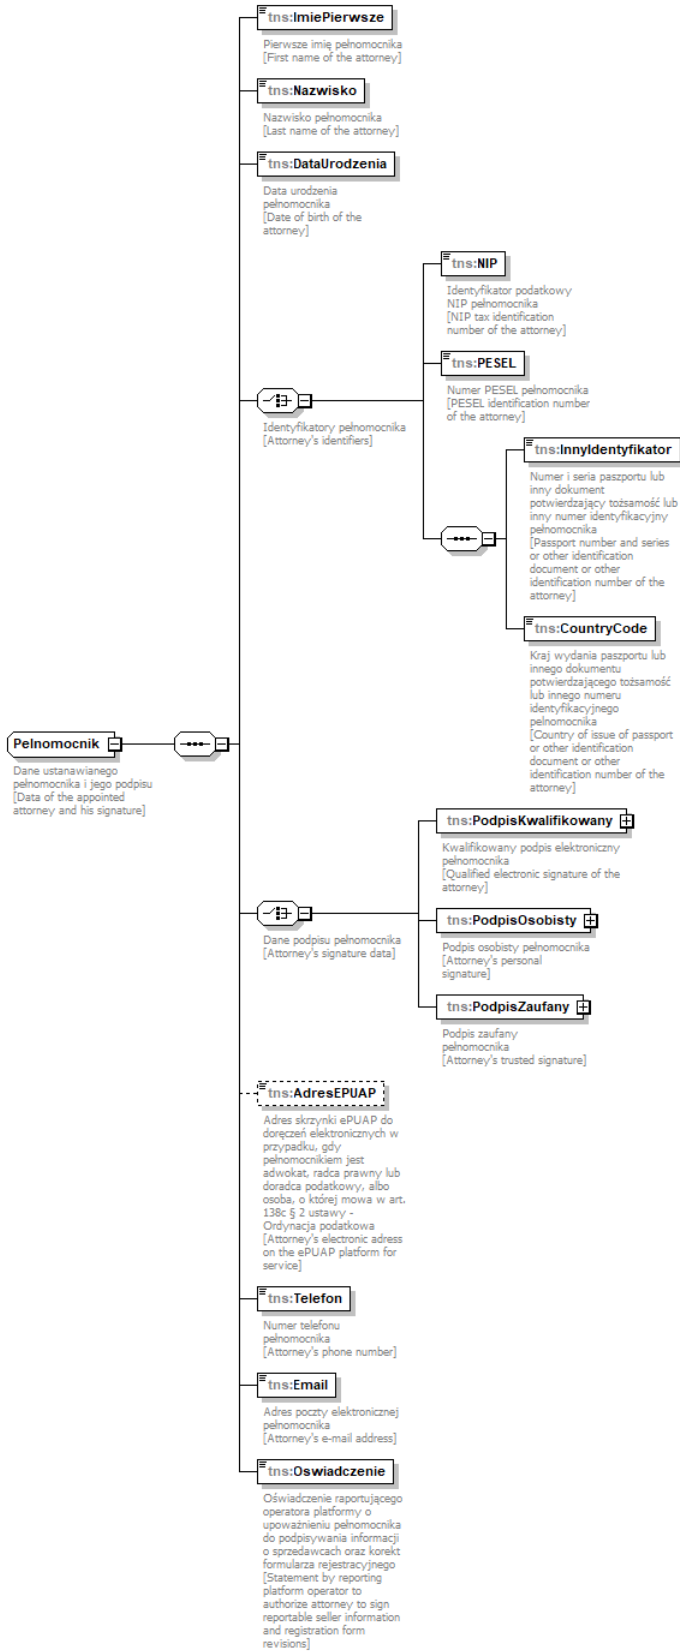 tns:ImiePierwsze
Pierwsze imię pełnomocnika
[First name of the attorney]
tns:Nazwisko
Nazwisko pełnomocnika
[Last name of the attorney]
tns:DataUrodzenia
Data urodzenia
pełnomocnika
[Date of birth of the
attorney]
tns:NIP
Identyfikator podatkowy
NIP pełnomocnika
[NIP tax identification
number of the attorney]
tns:PESEL
Numer PESEL pełnomocnika
[PESEL identification number
of the attorney]
Identyfikatory pełnomocnika
[Attorney's identifiers]
tns:InnyIdentyfikator
Numer i seria paszportu lub
inny dokument
potwierdzający tożsamość lub
inny numer identyfikacyjny
pełnomocnika
[Passport number and series
or other identification
document or other
identification number of the
attorney]
tns:CountryCode
Kraj wydania paszportu lub
innego dokumentu
potwierdzającego tożsamość
lub innego numeru
identyfikacyjnego
pełnomocnika
[Country of issue of passport
or other identification
document or other
identification number of the
attorney]
Pelnomocnik
Dane ustanawianego
pełnomocnika i jego podpisu
[Data of the appointed
attorney and his signature]
tns:PodpisKwalifikowany
Kwalifikowany podpis elektroniczny
pełnomocnika
[Qualified electronic signature of the
attorney]
tns:PodpisOsobisty
Podpis osobisty pełnomocnika
[Attorney's personal
signature]
Dane podpisu pełnomocnika
[Attorney's signature data]
tns:PodpisZaufany
Podpis zaufany
pełnomocnika
[Attorney's trusted signature]
tns:AdresEPUAP
Adres skrzynki ePUAP do
doręczeń elektronicznych w
przypadku, gdy
pełnomocnikiem jest
adwokat, radca prawny lub
doradca podatkowy, albo
osoba, o której mowa w art.
138c § 2 ustawy -
Ordynacja podatkowa
[Attorney's electronic adress
on the ePUAP platform for
service]
tns:Telefon
Numer telefonu
pełnomocnika
[Attorney's phone number]
tns:Email
Adres poczty elektronicznej
pełnomocnika
[Attorney's e-mail address]
tns:Oswiadczenie
Oświadczenie raportującego
operatora platformy o
upoważnieniu pełnomocnika
do podpisywania informacji
o sprzedawcach oraz korekt
formularza rejestracyjnego
[Statement by reporting
platform operator to
authorize attorney to sign
reportable seller information
and registration form
revisions]